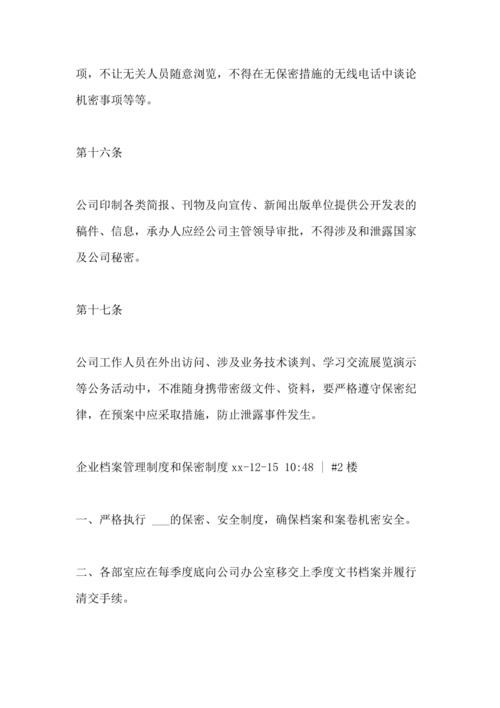 项，不让无关人员随意浏览，不得在无保密措施的无线电话中谈论
机密事项等等。
第十六条
公司印制各类简报、刊物及向宣传、新闻出版单位提供公开发表的
稿件、信息，承办人应经公司主管领导审批，不得涉及和泄露国家
及公司秘密。
第十七条
公司工作人员在外出访问、涉及业务技术谈判、学习交流展览演示
等公务活动中，不准随身携带密级文件、资料，要严格遵守保密纪
律，在预案中应采取措施，防止泄露事件发生。
企业档案管理制度和保密制度 xx-12-15 10:48 | #2楼
一、严格执行 ___的保密、安全制度，确保档案和案卷机密安全。
二、各部室应在每季度底向公司办公室移交上季度文书档案并履行
清交手续。